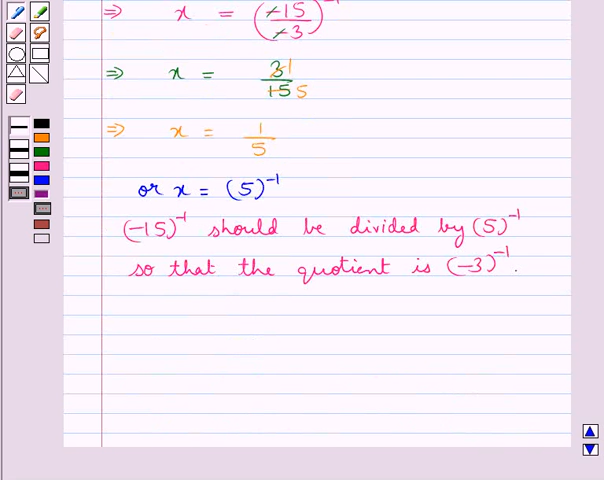 ⇒ x = (-15/-3)⁻¹
⇒ x = 3 1/15 5
⇒ x = 1/5
or x = (5)⁻¹
(-15)⁻¹ should be divided by (5)⁻¹
so that the quotient is (-3)⁻¹.